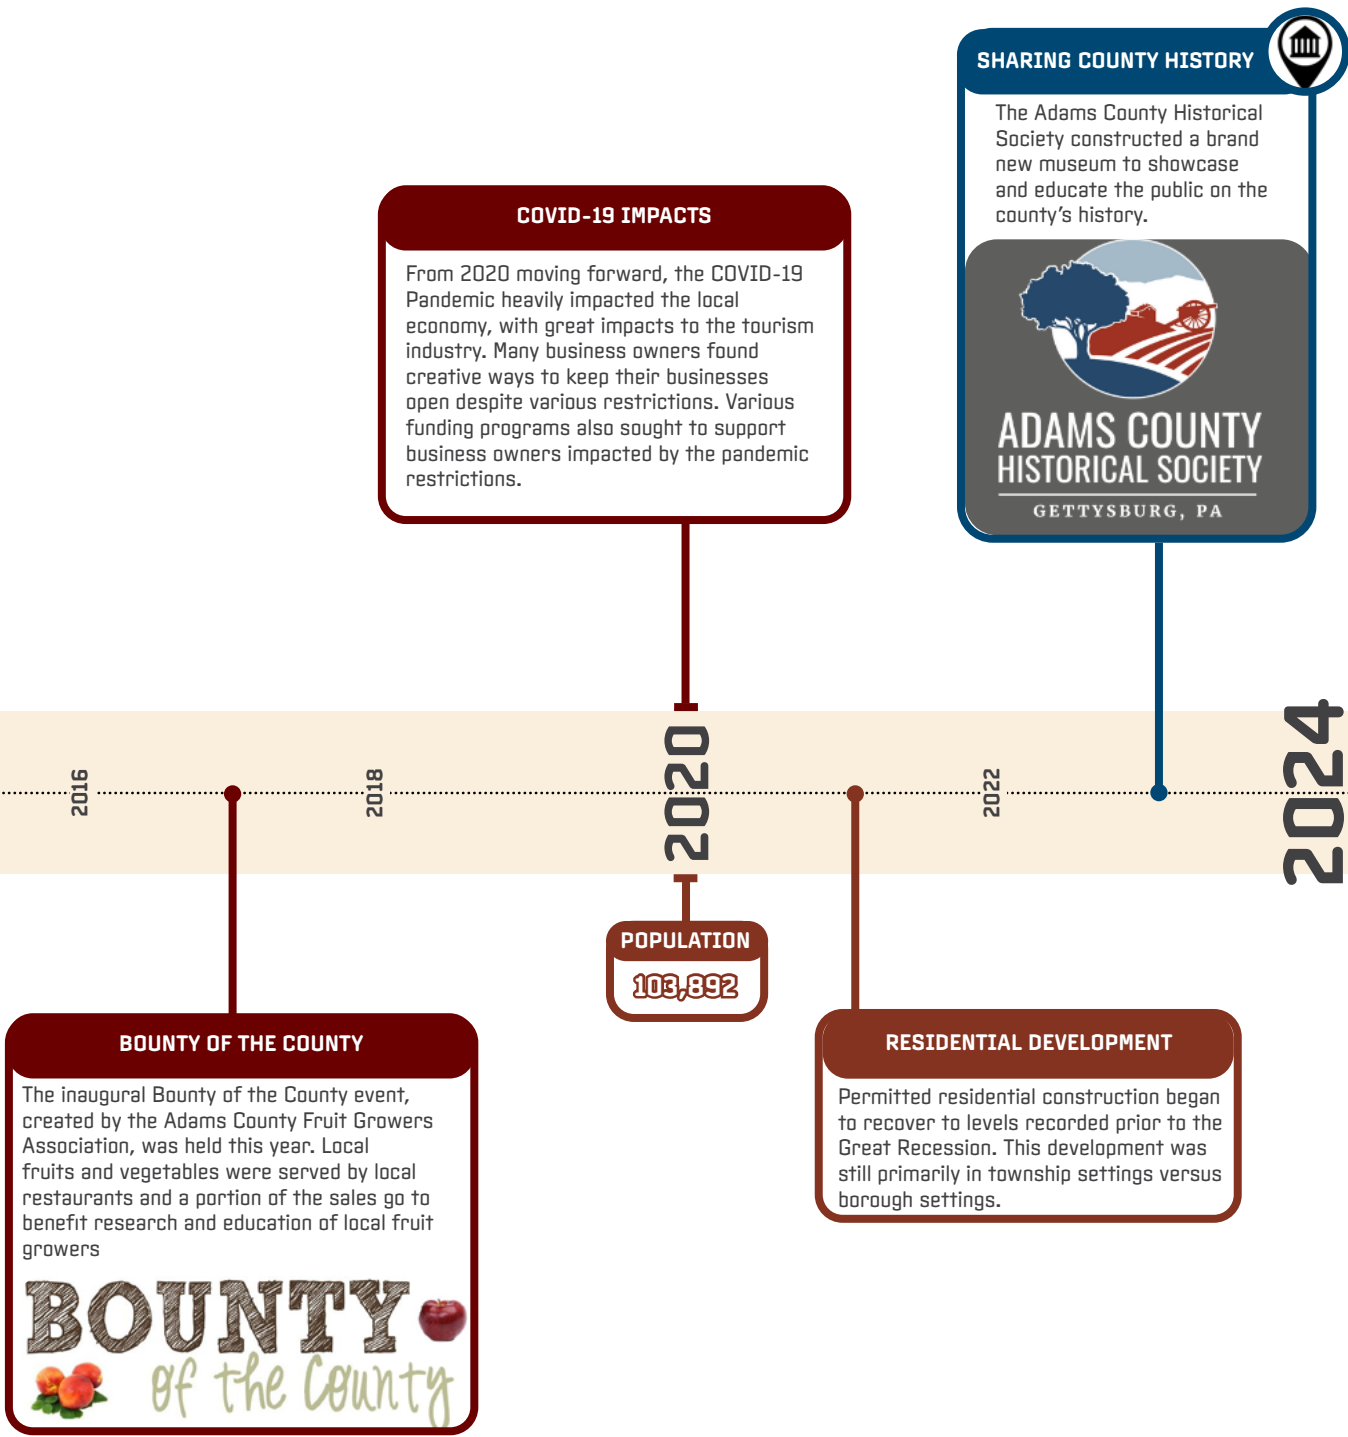 SHARING COUNTY HISTORY
The Adams County Historical
Society constructed a brand
new museum to showcase
and educate the public on the
county's history.
ADAMS COUNTY
HISTORICAL SOCIETY
GETTYSBURG, PA
COVID-19 IMPACTS
From 2020 moving forward, the COVID-19
Pandemic heavily impacted the local
economy, with great impacts to the tourism
industry. Many business owners found
creative ways to keep their businesses
open despite various restrictions. Various
funding programs also sought to support
business owners impacted by the pandemic
restrictions.
2016
2018
2020
2022
2024
POPULATION
103,892
BOUNTY OF THE COUNTY
The inaugural Bounty of the County event,
created by the Adams County Fruit Growers
Association, was held this year. Local
fruits and vegetables were served by local
restaurants and a portion of the sales go to
benefit research and education of local fruit
growers
BOUNTY
of the County
RESIDENTIAL DEVELOPMENT
Permitted residential construction began
to recover to levels recorded prior to the
Great Recession. This development was
still primarily in township settings versus
borough settings.